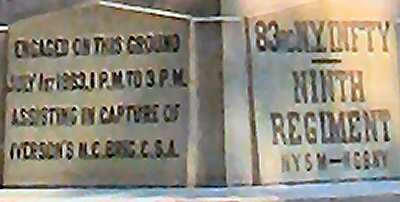 ENGAGED ON THIS GROUND
JULY 1ST 1863, 1 P.M. TO 3 P.M.
ASSISTING IN CAPTURE OF
IVERSON'S N.C. BRIG. C.S.A.
83RD N.Y.
NINTH
REGIMENT
N Y S M —